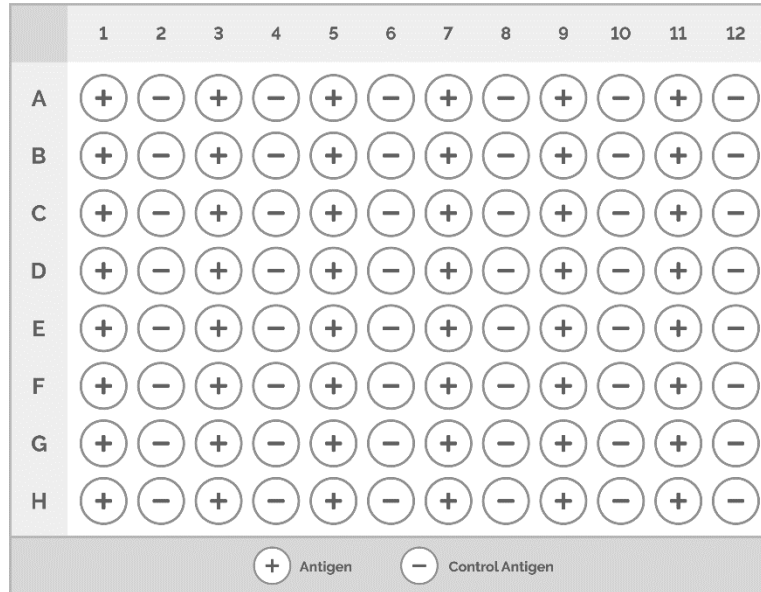 1 2 3 4 5 6 7 8 9 10 11 12
A + − + − + − + − + − + −
B + − + − + − + − + − + −
C + − + − + − + − + − + −
D + − + − + − + − + − + −
E + − + − + − + − + − + −
F + − + − + − + − + − + −
G + − + − + − + − + − + −
H + − + − + − + − + − + −
+ Antigen − Control Antigen